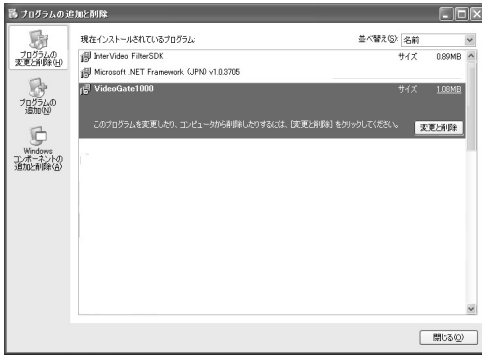 プログラムの追加と削除
プログラムの
変更と削除(H)
プログラムの
追加(N)
Windows
コンポーネントの
追加と削除(A)
現在インストールされているプログラム:
並べ替え(S): 名前
InterVideo FilterSDK サイズ 0.89MB
Microsoft .NET Framework (JPN) v1.0.3705
VideoGate1000 サイズ 1.08MB
このプログラムを変更したり、コンピュータから削除したりするには、[変更と削除] をクリックしてください。
変更と削除
閉じる(O)